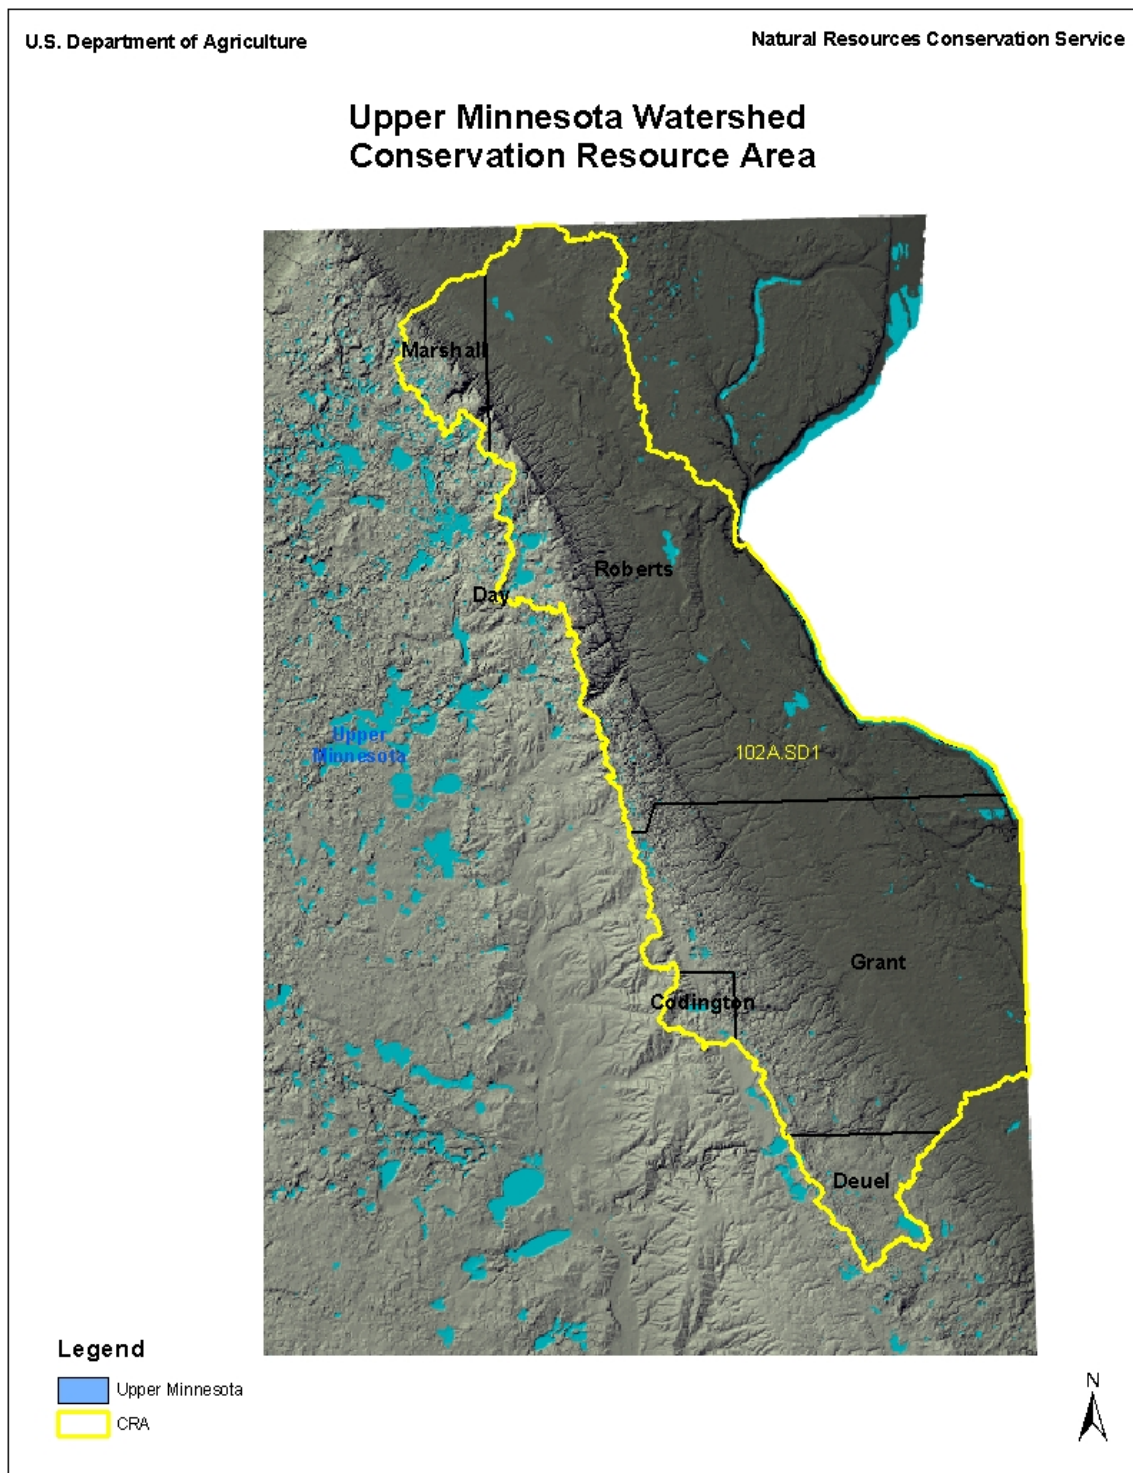 U.S. Department of Agriculture
Natural Resources Conservation Service
Upper Minnesota Watershed
Conservation Resource Area
Marshall
Roberts
Day
Upper
Minnesota
102A.SD1
Grant
Codington
Deuel
Legend
Upper Minnesota
CRA
N